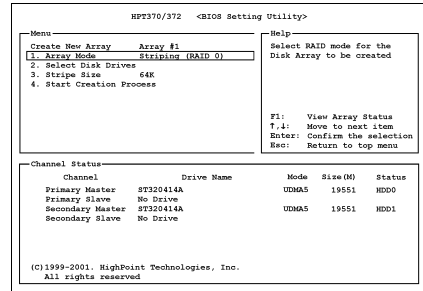 HPT370/372 <BIOS Setting Utility>
Menu
Create New Array Array #1
1. Array Mode Striping (RAID 0)
2. Select Disk Drives
3. Stripe Size 64K
4. Start Creation Process
Help
Select RAID mode for the
Disk Array to be created
F1: View Array Status
↑,↓: Move to next item
Enter: Confirm the selection
Esc: Return to top menu
Channel Status
Channel Drive Name Mode Size(M) Status
Primary Master ST320414A UDMA5 19551 HDD0
Primary Slave No Drive
Secondary Master ST320414A UDMA5 19551 HDD1
Secondary Slave No Drive
(C)1999-2001. HighPoint Technologies, Inc.
All rights reserved